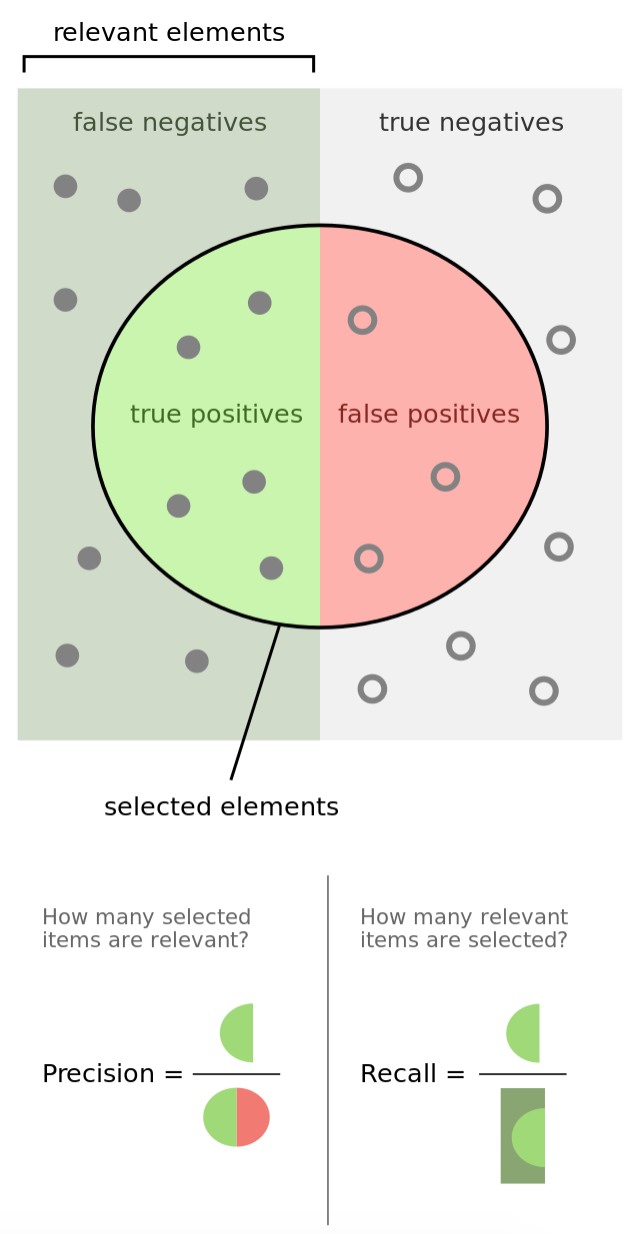 relevant elements
false negatives
true negatives
true positives
false positives
selected elements
How many selected
items are relevant?
Precision =
How many relevant
items are selected?
Recall =